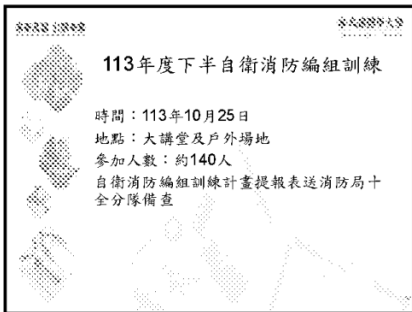 113年度下半自衛消防編組訓練
時間：113年10月25日
地點：大講堂及戶外場地
參加人數：約140人
自衛消防編組訓練計畫提報表送消防局十
全分隊備查